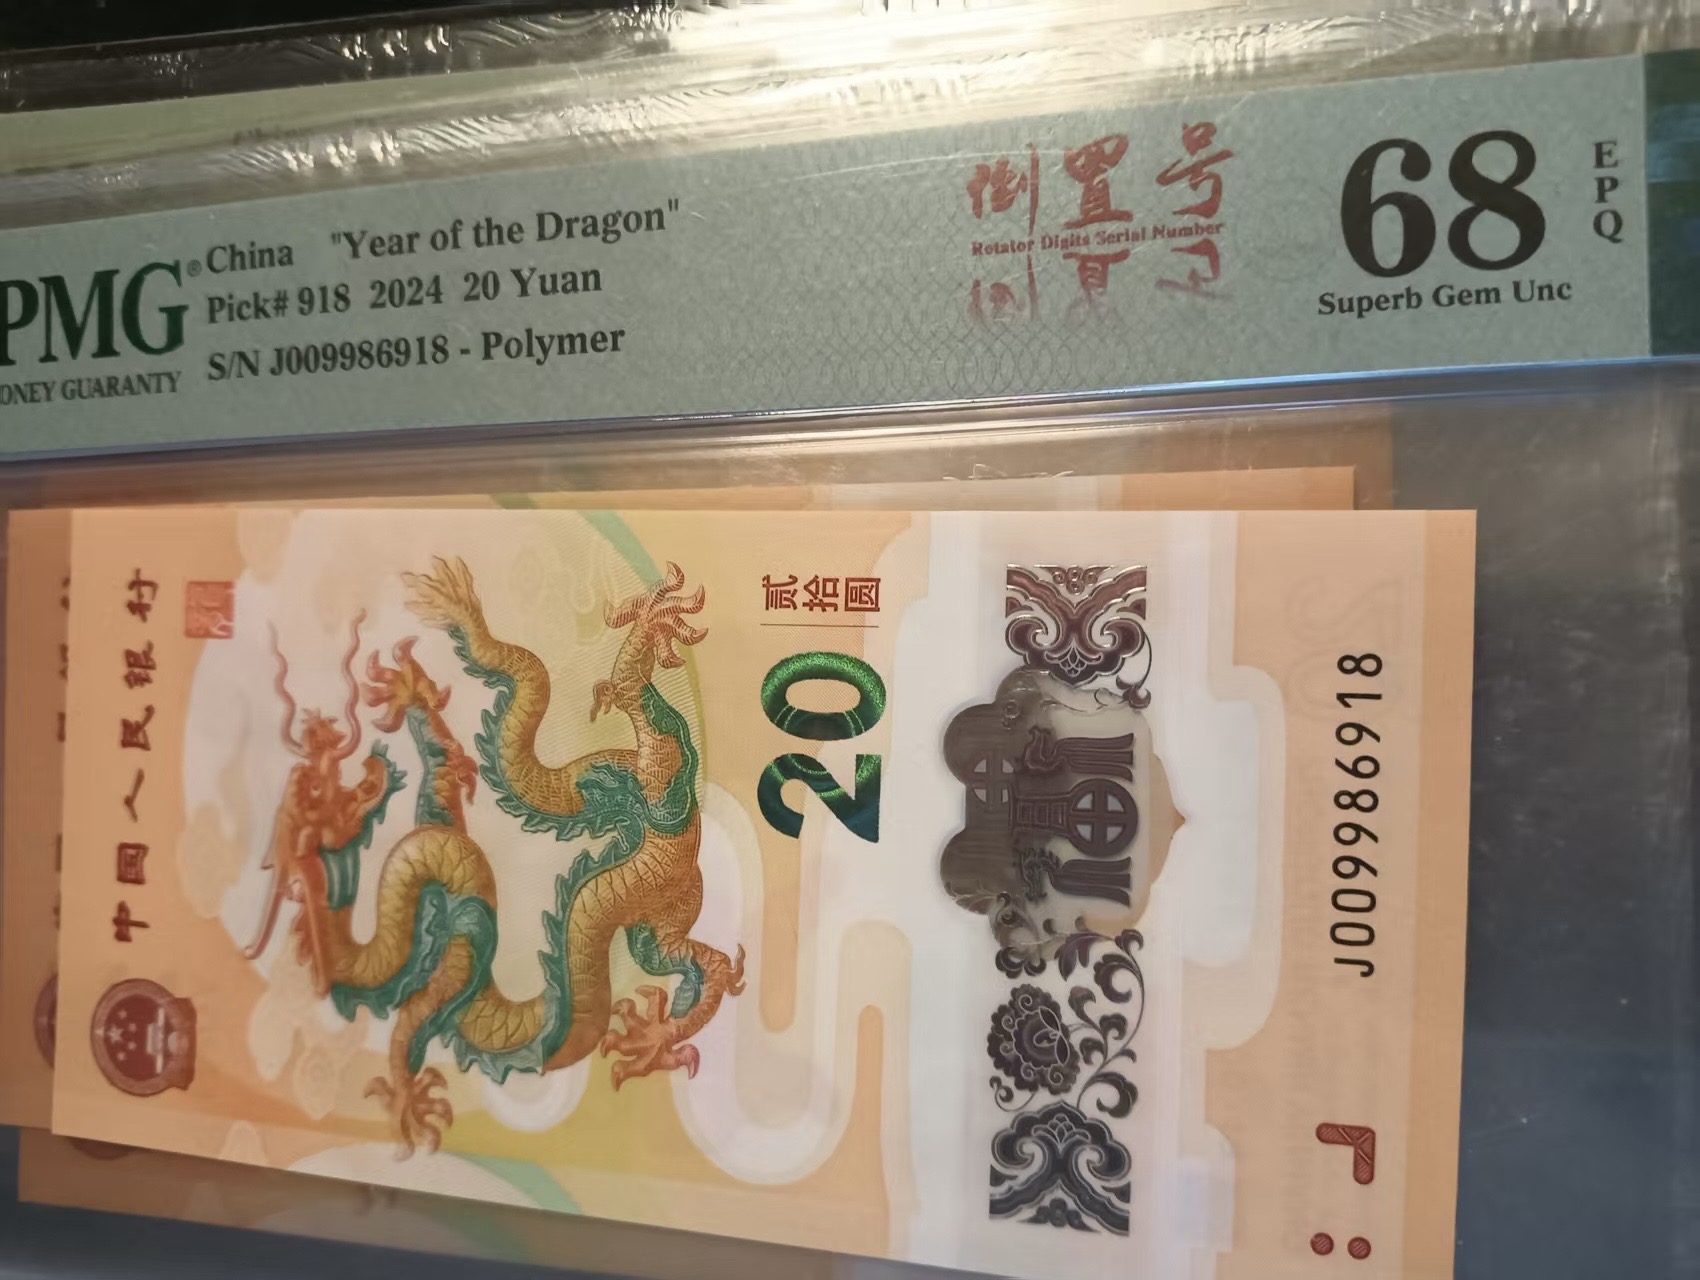 PMG®
ONEY GUARANTY
China "Year of the Dragon"
Pick# 918 2024 20 Yuan
S/N J009986918 - Polymer
倒置号
Rotator Digits Serial Number
68
EPQ
Superb Gem Unc
中国人民银行
贰拾圆
20
J009986918